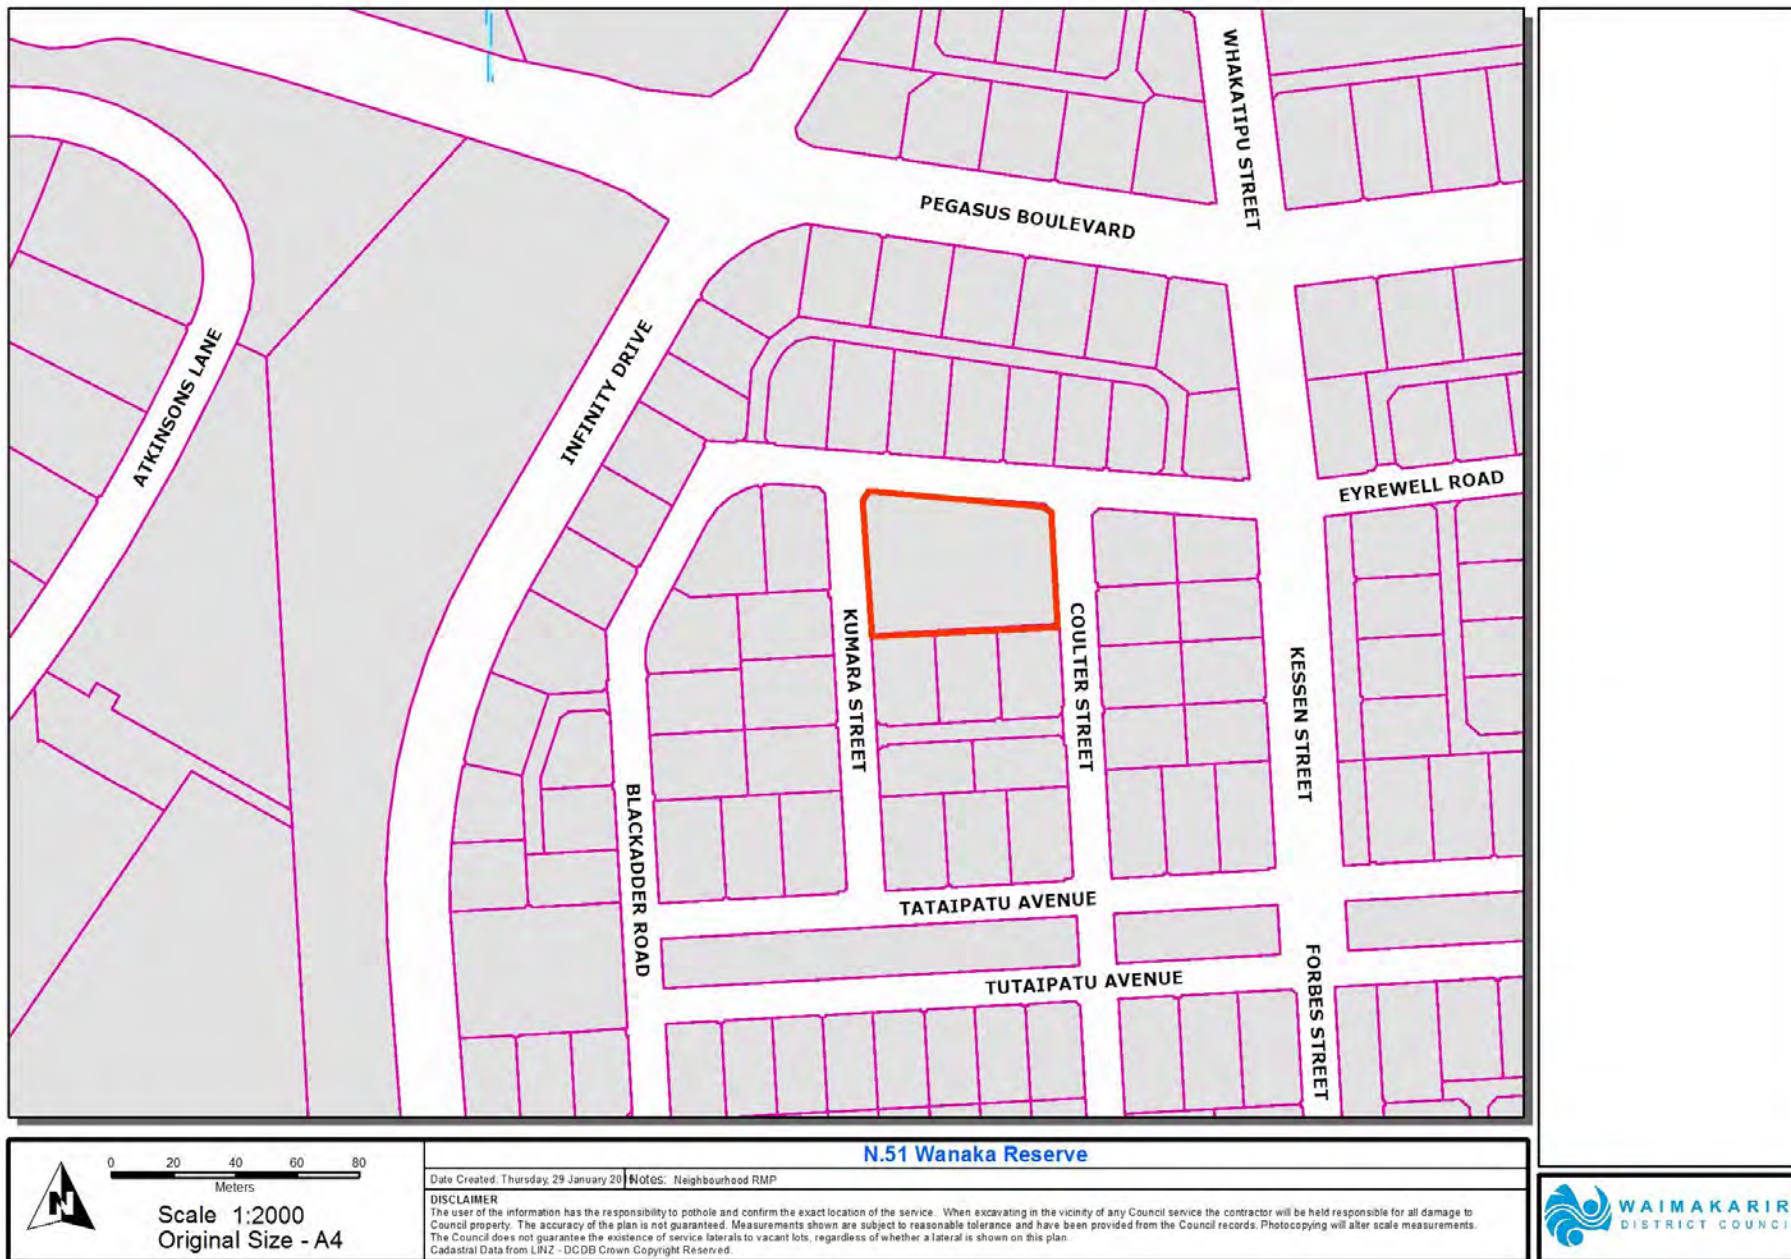 WHAKATIPU STREET
PEGASUS BOULEVARD
INFINITY DRIVE
ATKINSONS LANE
EYREWELL ROAD
KUMARA STREET
COULTER STREET
KESSEN STREET
BLACKADDER ROAD
TATAIPATU AVENUE
TUTAIPATU AVENUE
FORBES STREET
N
0 20 40 60 80
Meters
Scale 1:2000
Original Size - A4
N.51 Wanaka Reserve
Date Created: Thursday, 29 January
Notes: Neighbourhood RMP
DISCLAIMER
The user of the information has the responsibility to pothole and confirm the exact location of the service. When excavating in the vicinity of any Council service the contractor will be held responsible for all damage to
Council property. The accuracy of the plan is not guaranteed. Measurements shown are subject to reasonable tolerance and have been provided from the Council records. Photocopying will alter scale measurements.
The Council does not guarantee the existence of service laterals to vacant lots, regardless of whether a lateral is shown on this plan.
Cadastral Data from LINZ - DCDB Crown Copyright Reserved.
WAIMAKARIR
DISTRICT COUNCI